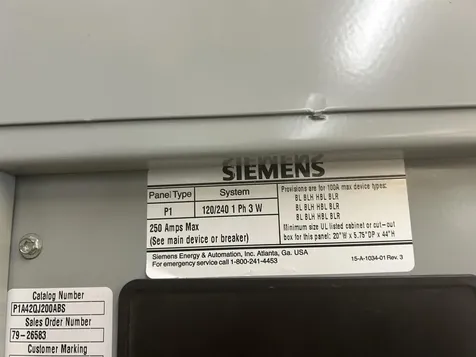 SIEMENS
Panel Type
System
P1
120/240 1 Ph 3 W
250 Amps Max
(See main device or breaker)
Provisions are for 100A max device types:
BL BLH HBL BLR
BL BLH HBL BLR
BL BLH HBL BLR
Minimum size UL listed cabinet or cut-out
box for this panel: 20"W x 5.75"DP x 44"H
Siemens Energy & Automation, Inc. Atlanta, Ga. USA
For emergency service call 1-800-241-4453
15-A-1034-01 Rev. 3
Catalog Number
P1A42QJ200ABS
Sales Order Number
79-26583
Customer Marking